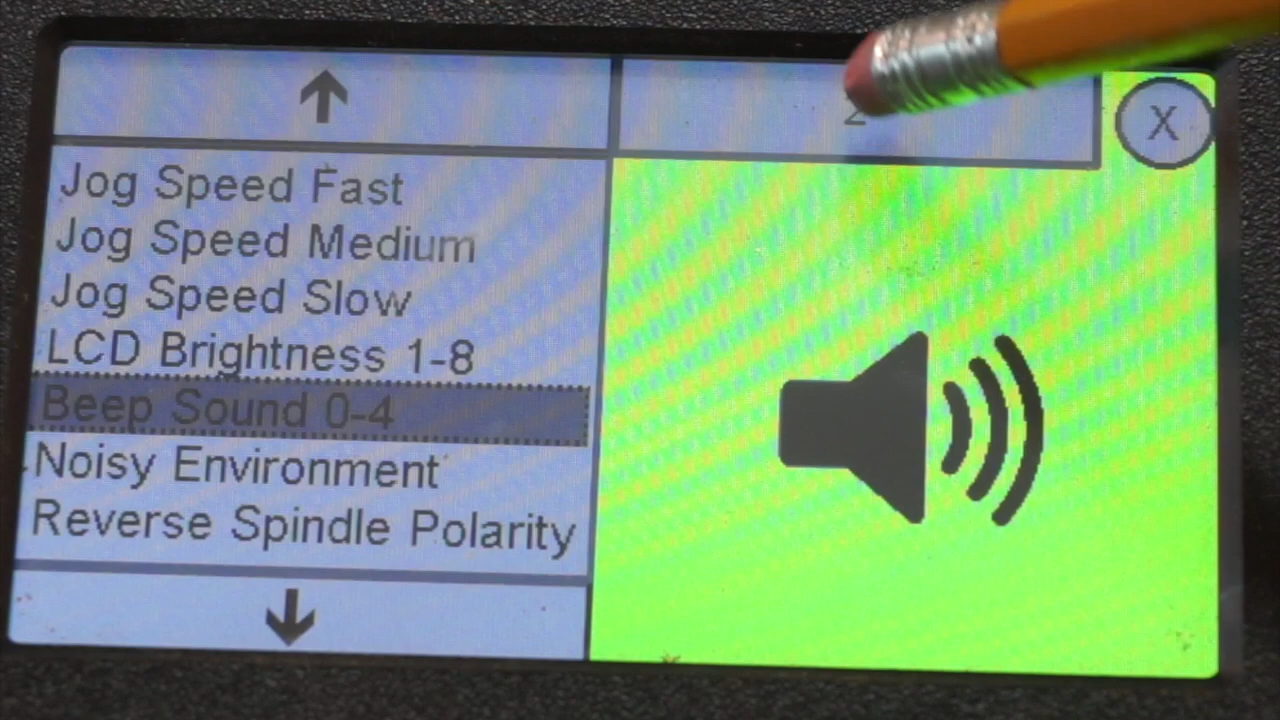 2
X
Jog Speed Fast
Jog Speed Medium
Jog Speed Slow
LCD Brightness 1-8
Beep Sound 0-4
Noisy Environment
Reverse Spindle Polarity